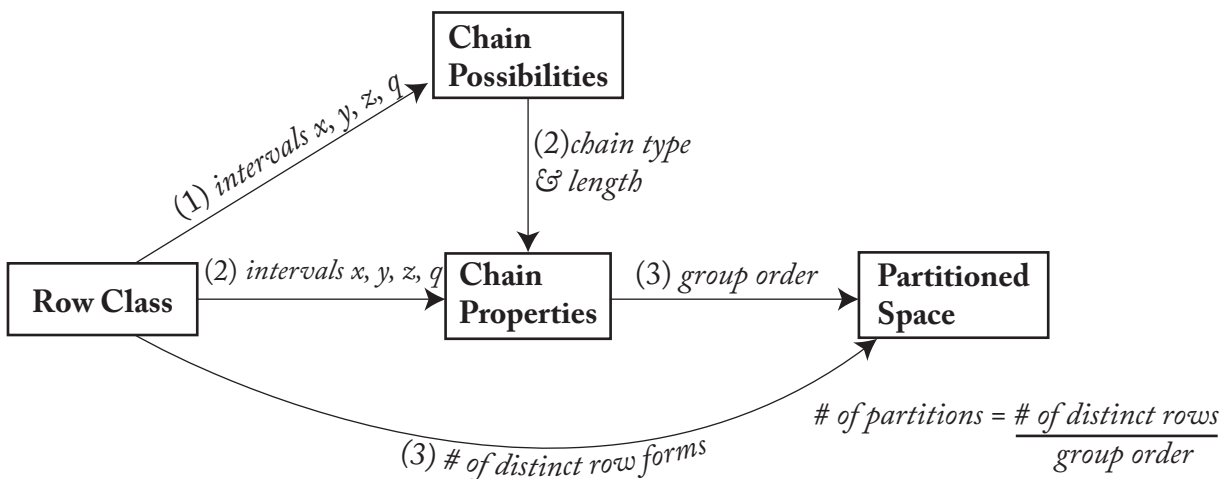 Chain
Possibilities
(1) intervals x, y, z, q
(2)chain type
& length
Row Class
(2) intervals x, y, z, q
Chain
Properties
(3) group order
Partitioned
Space
(3) # of distinct row forms
# of partitions = # of distinct rows
group order